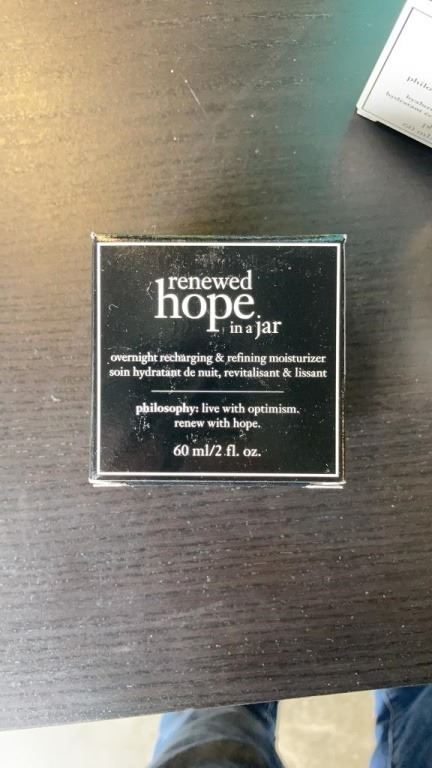 renewed
hope
in a jar
overnight recharging & refining moisturizer
soin hydratant de nuit, revitalisant & lissant
philosophy: live with optimism.
renew with hope.
60 ml/2 fl. oz.